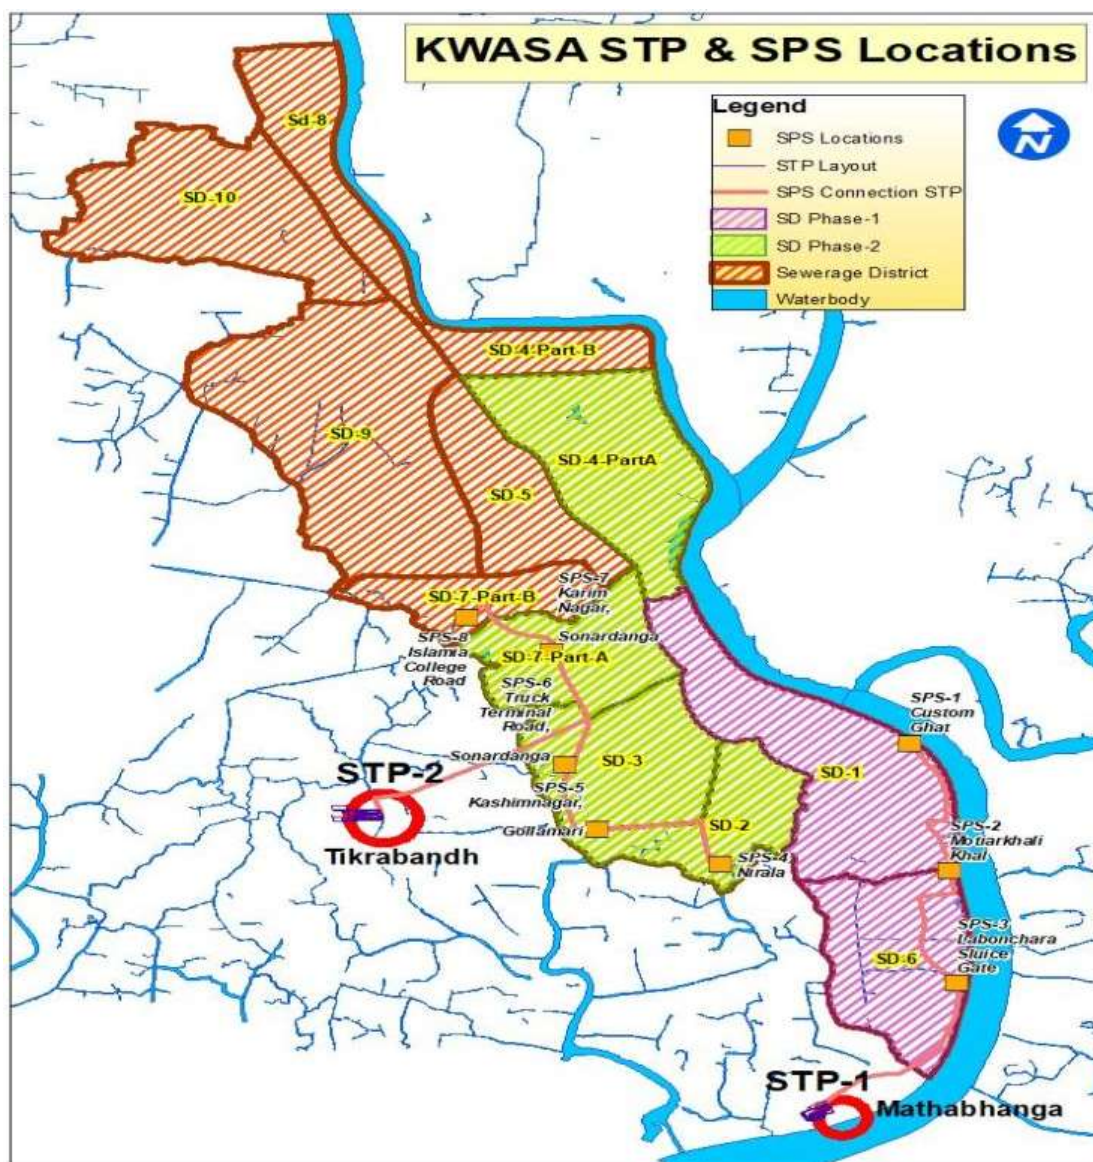 KWASA STP & SPS Locations
Legend
SPS Locations
STP Layout
SPS Connection STP
SD Phase-1
SD Phase-2
Sewerage District
Waterbody
N
Sd-8
SD-10
SD-4-Part-B
SD-9
SD-4-PartA
SD-5
SD-7-Part-B
SPS-7
Karim
Nagar,
Sonardanga
SPS-8
Islamia
College
Road
SD-7-Part-A
SPS-6
Truck
Terminal
Road,
Sonardanga
SPS-1
Custom
Ghat
SD-3
SD-1
STP-2
Tikrabandh
SPS-5
Kashimnagar,
Gollamari
SD-2
SPS-4
Nirala
SPS-2
Motiarkhali
Khal
SPS-3
Labonchara
Sluice
Gate
SD-6
STP-1
Mathabhanga